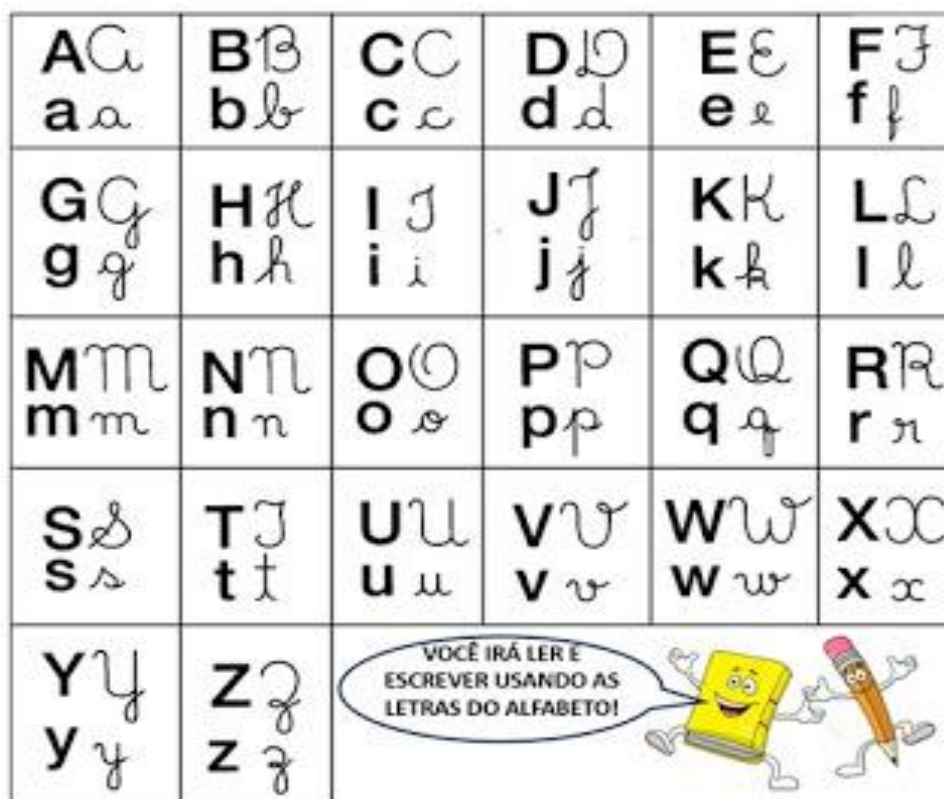 A A
a a
B B
b b
C C
c c
D D
d d
E E
e e
F F
f f
G G
g g
H H
h h
I I
i i
J J
j j
K K
k k
L L
l l
M M
m m
N N
n n
O O
o o
P P
p p
Q Q
q q
R R
r r
S S
s s
T T
t t
U U
u u
V V
v v
W W
w w
X X
x x
Y Y
y y
Z Z
z z
VOCÊ IRÁ LER E
ESCREVER USANDO AS
LETRAS DO ALFABETO!